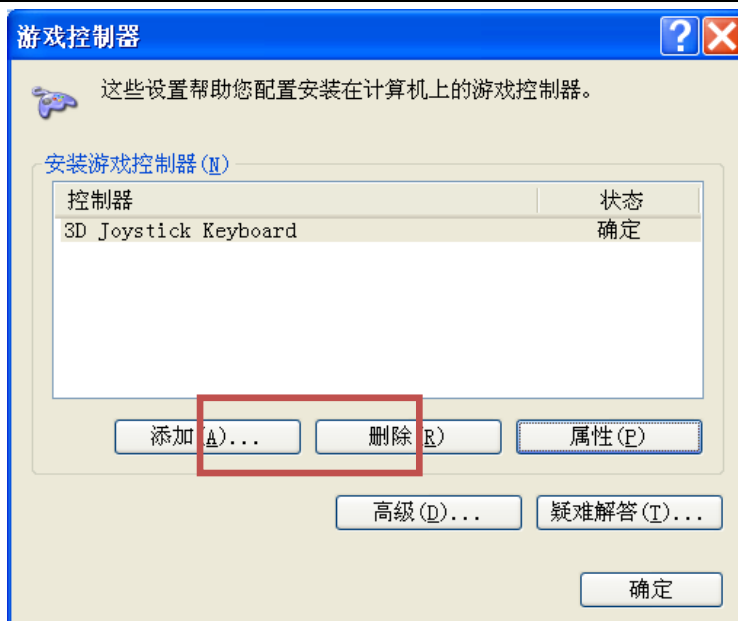 游戏控制器
这些设置帮助您配置安装在计算机上的游戏控制器。
安装游戏控制器(N)
控制器 状态
3D Joystick Keyboard 确定
添加(A)... 删除(R) 属性(P)
高级(D)... 疑难解答(T)...
确定